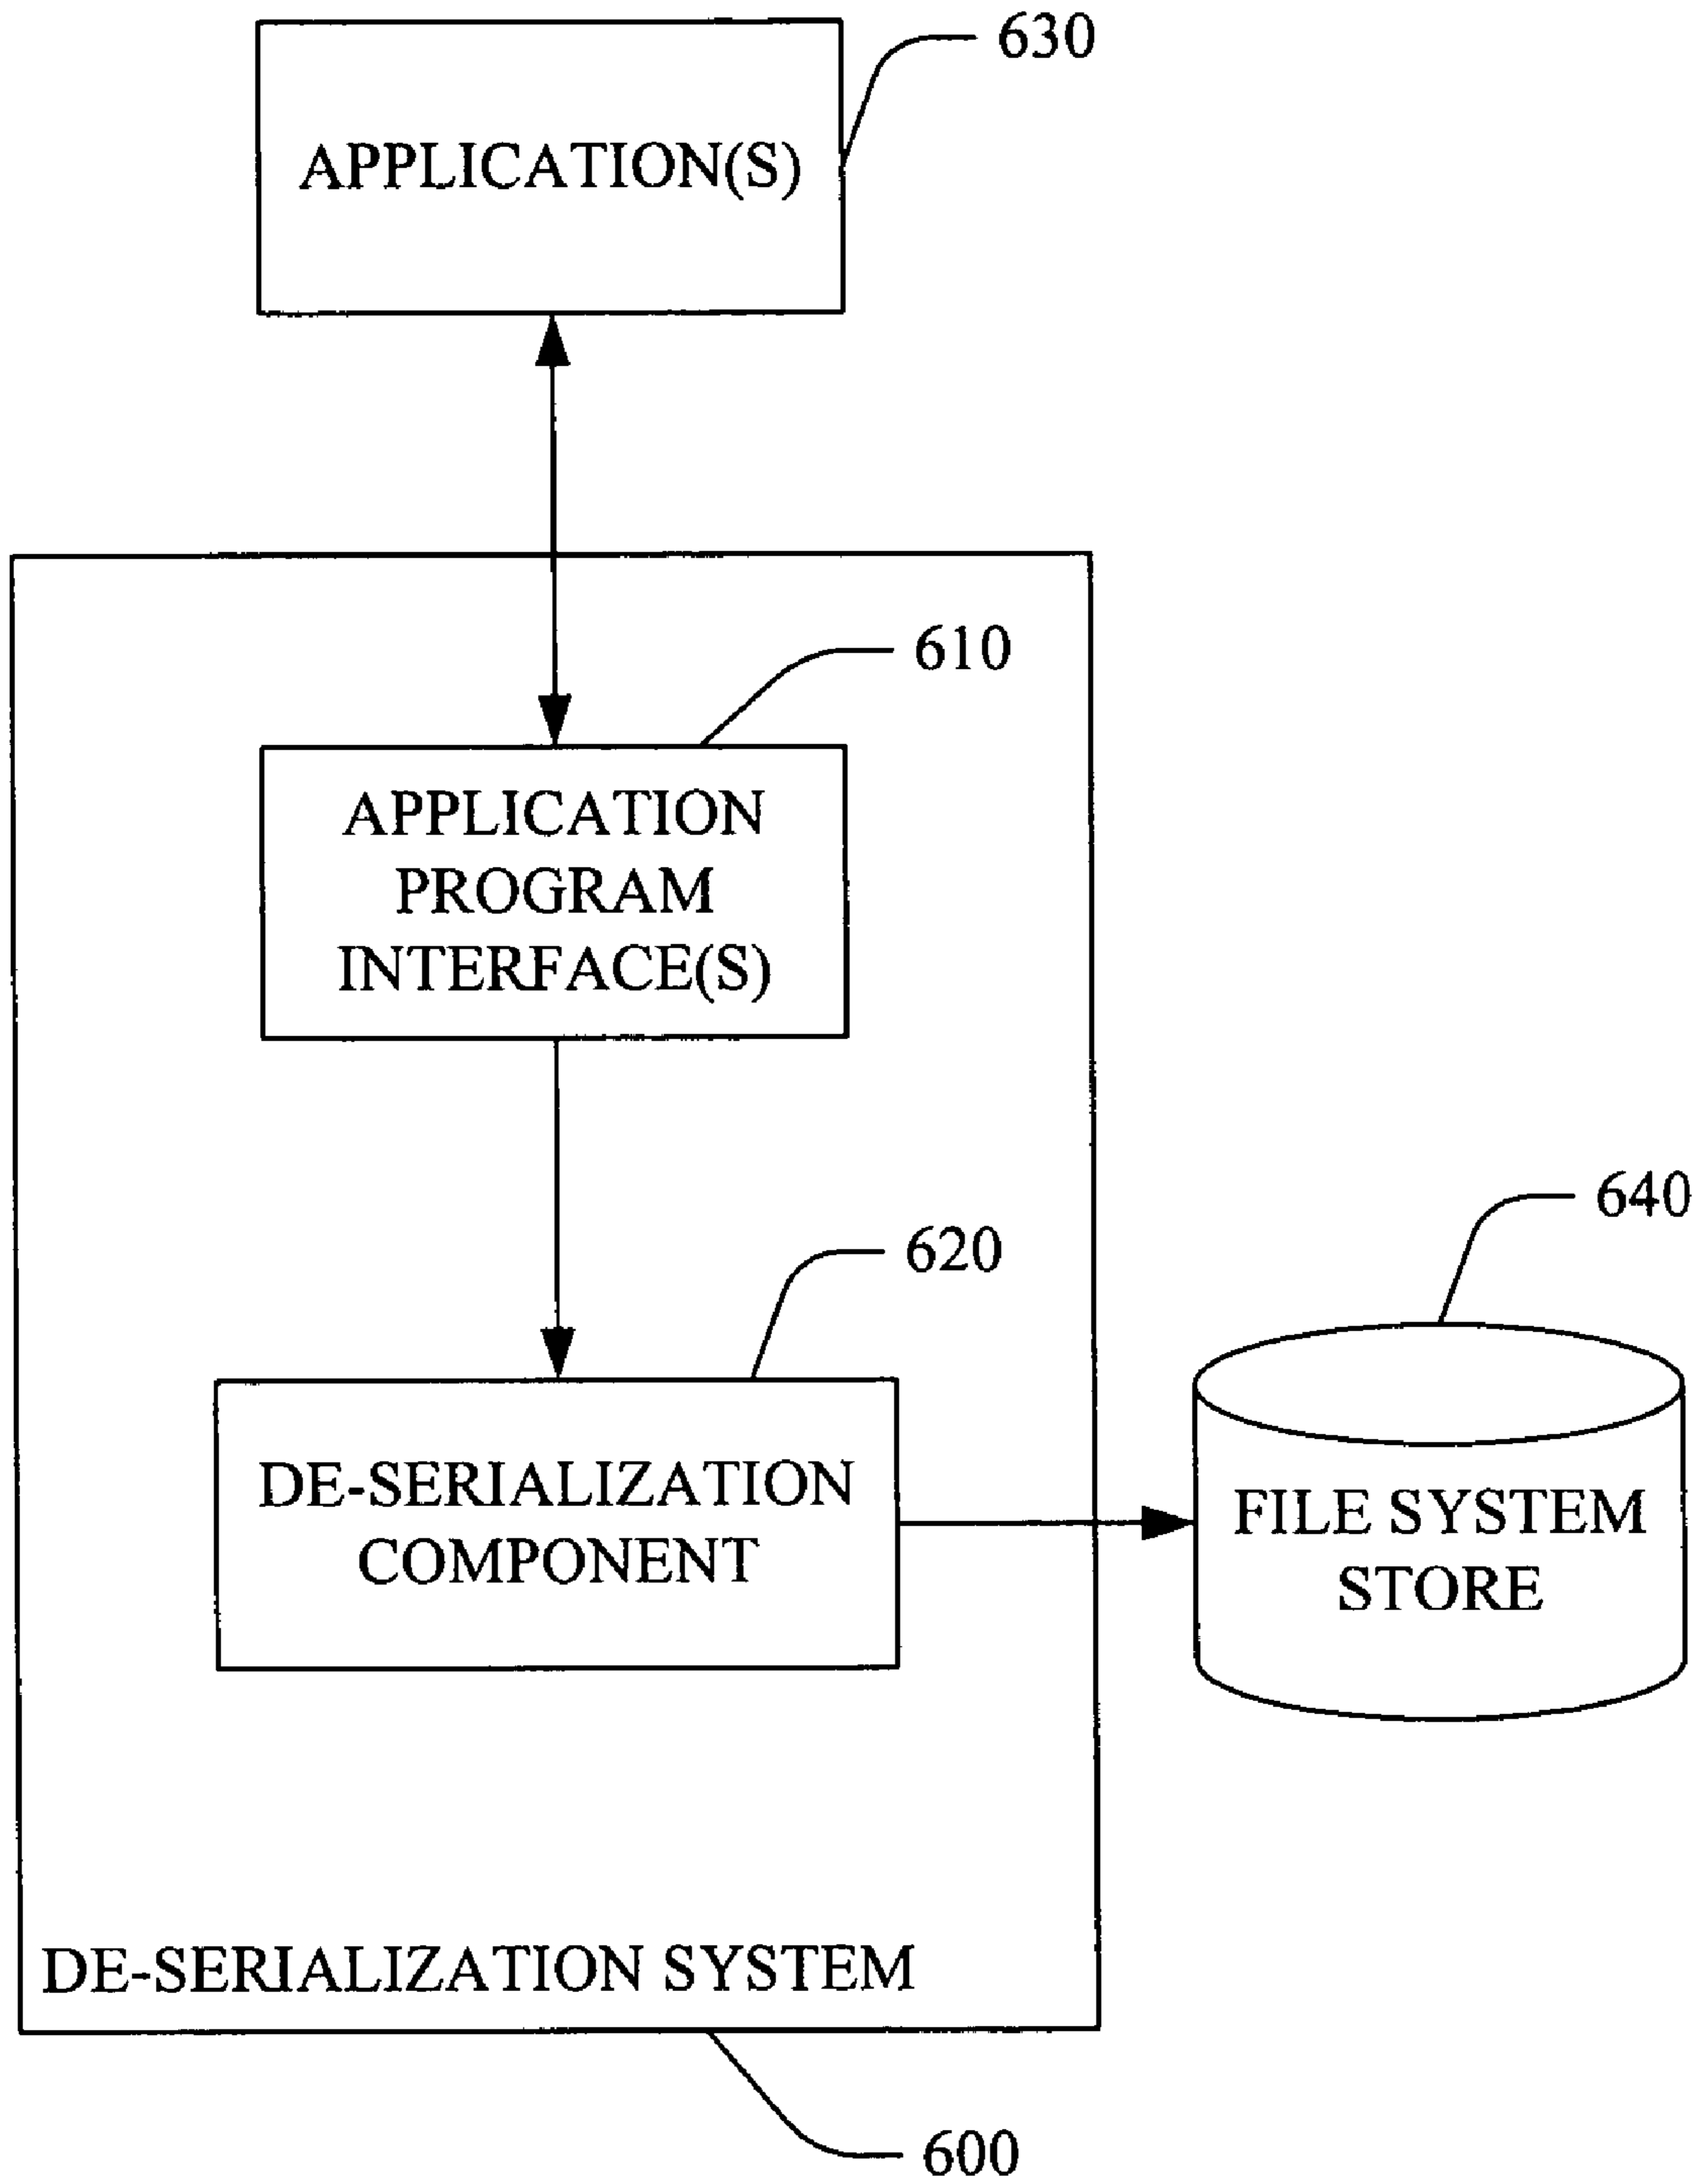 630
APPLICATION(S)
610
APPLICATION
PROGRAM
INTERFACE(S)
640
620
DE-SERIALIZATION
COMPONENT
FILE SYSTEM
STORE
DE-SERIALIZATION SYSTEM
600